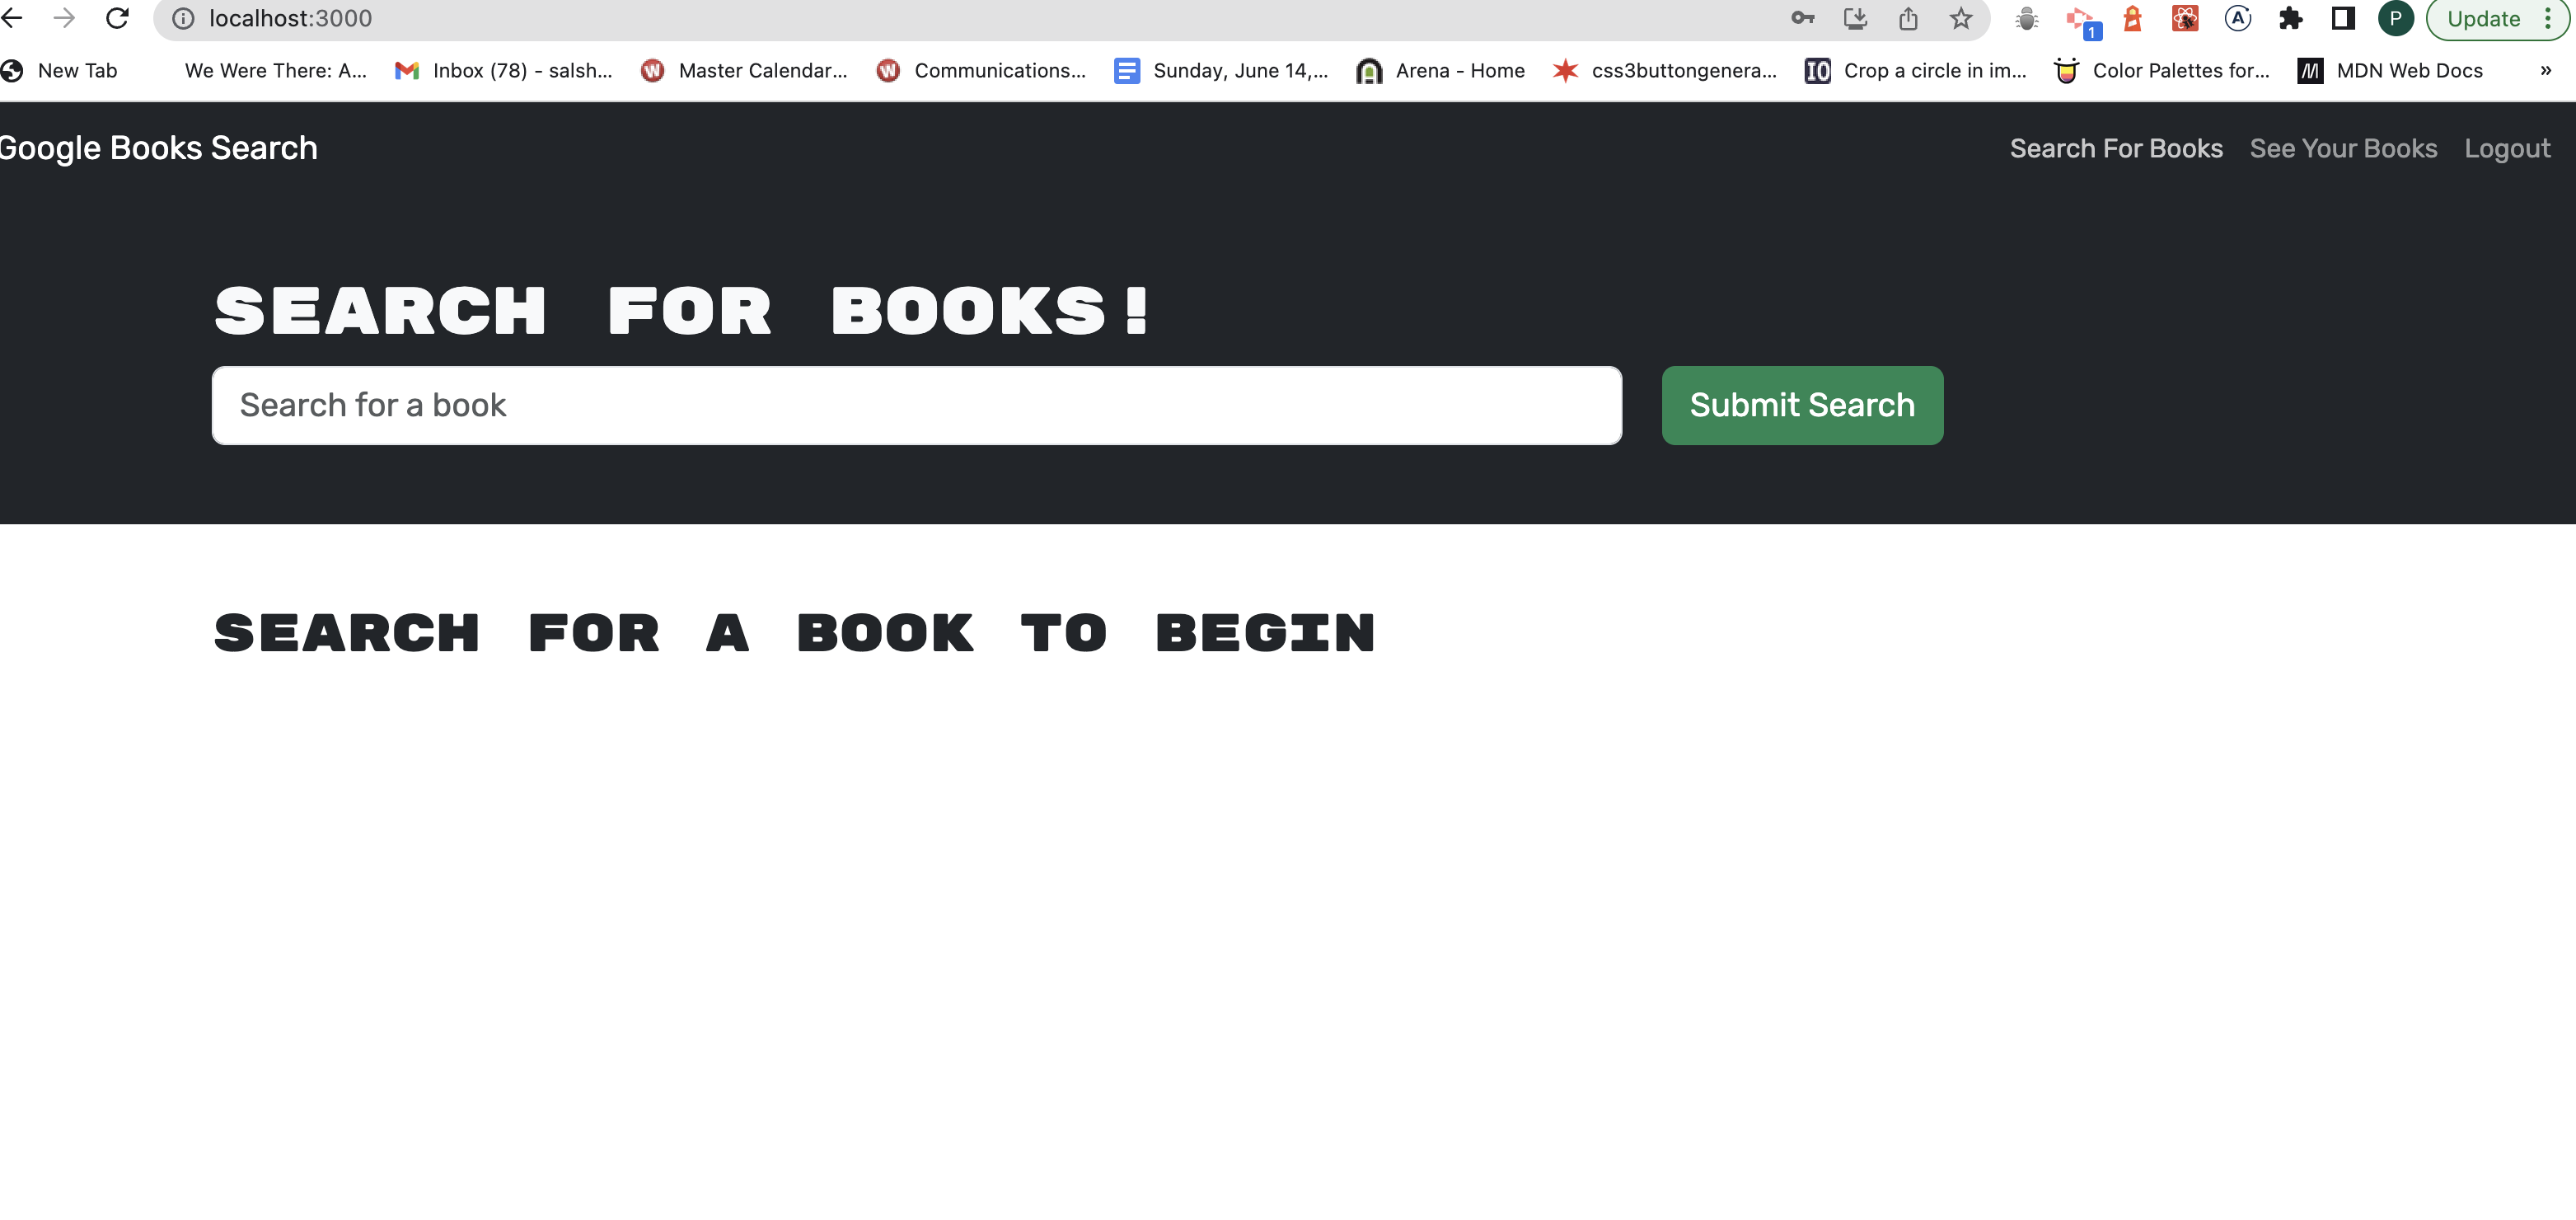 localhost:3000
1 A P Update
New Tab We Were There: A... Inbox (78) - salsh... W Master Calendar... W Communications... Sunday, June 14,... Arena - Home css3buttongenera... IO Crop a circle in im... Color Palettes for... M MDN Web Docs »
Google Books Search Search For Books See Your Books Logout
SEARCH FOR BOOKS!
Search for a book Submit Search
SEARCH FOR A BOOK TO BEGIN